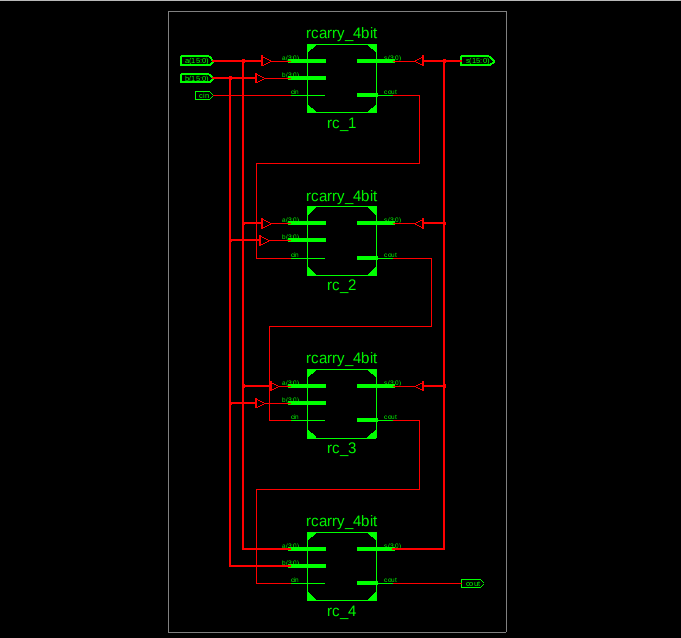 rcarry_4bit
a(15:0)
a(3:0)
s(3:0)
s(15:0)
b(15:0)
b(3:0)
cin
cin
cout
rc_1
rcarry_4bit
a(3:0)
s(3:0)
b(3:0)
cin
cout
rc_2
rcarry_4bit
a(3:0)
s(3:0)
b(3:0)
cin
cout
rc_3
rcarry_4bit
a(3:0)
s(3:0)
b(3:0)
cin
cout
cout
rc_4